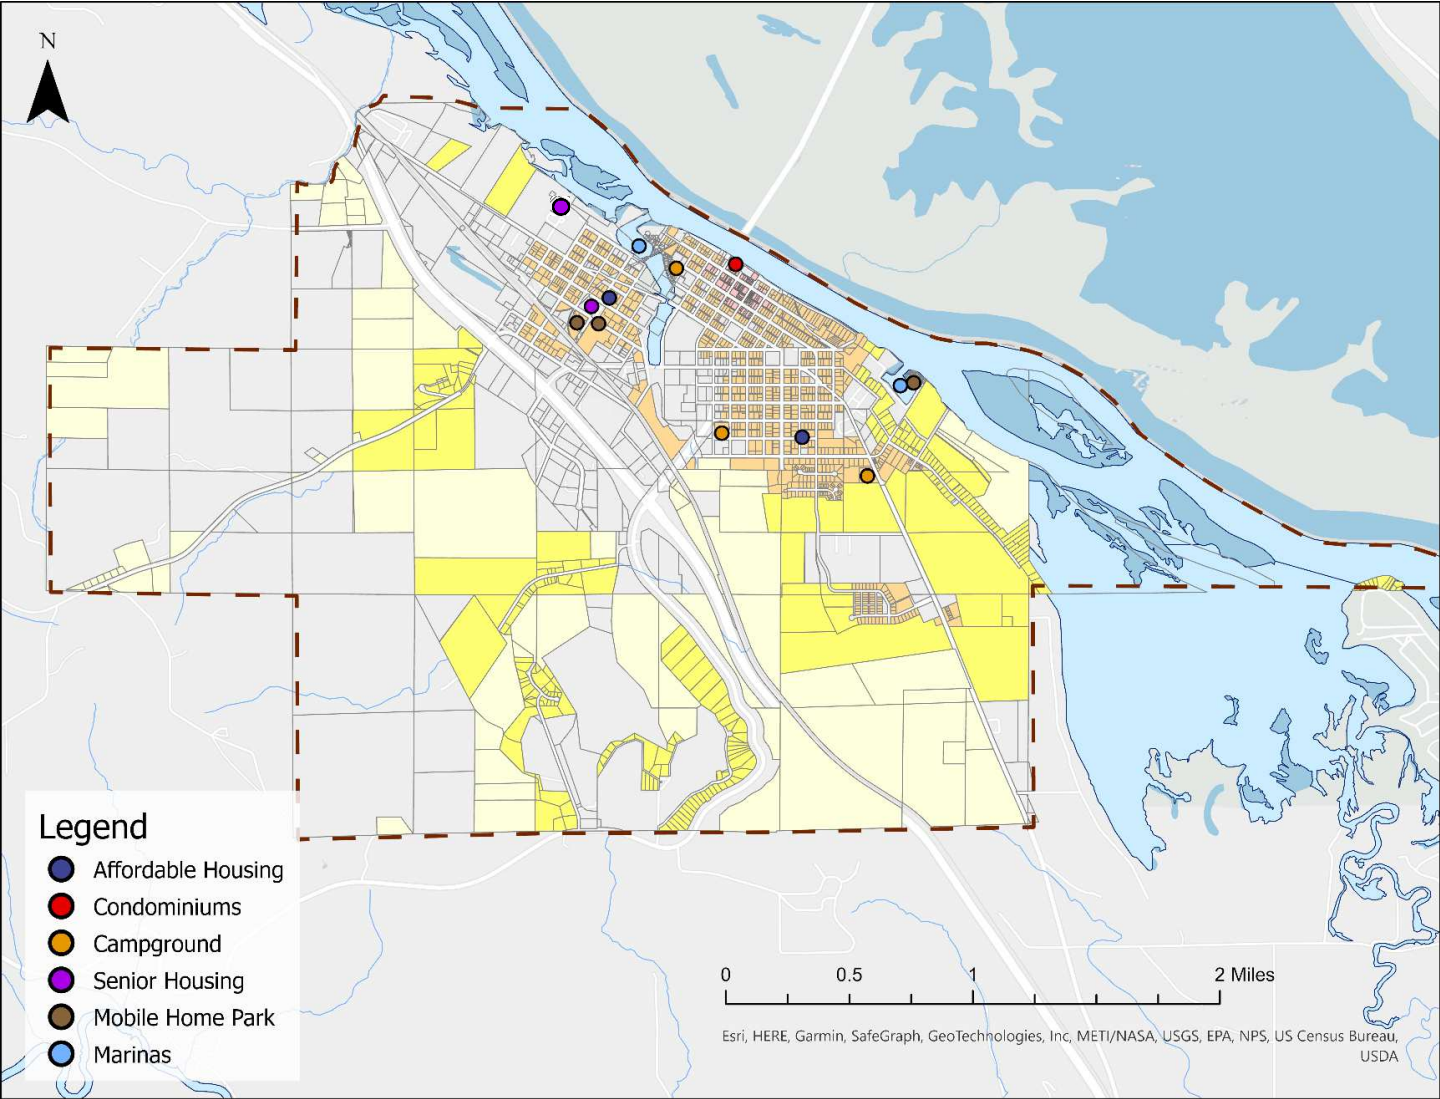 N
Legend
Affordable Housing
Condominiums
Campground
Senior Housing
Mobile Home Park
Marinas
0 0.5 1 2 Miles
Esri, HERE, Garmin, SafeGraph, GeoTechnologies, Inc, METI/NASA, USGS, EPA, NPS, US Census Bureau,
USDA